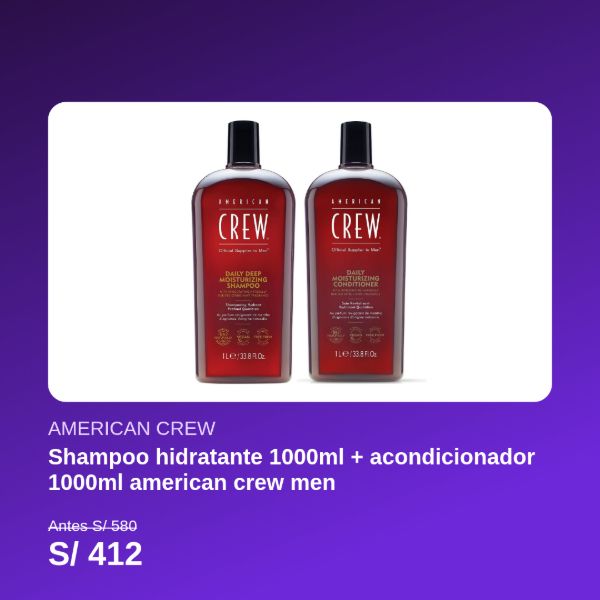 AMERICAN
CREW
Official Supplier to Men
DAILY DEEP
MOISTURIZING
SHAMPOO
1 L e /33.8 Fl.Oz.
AMERICAN
CREW
Official Supplier to Men
DAILY
MOISTURIZING
CONDITIONER
1 L e /33.8 Fl.Oz.
AMERICAN CREW
Shampoo hidratante 1000ml + acondicionador
1000ml american crew men
Antes S/ 580
S/ 412